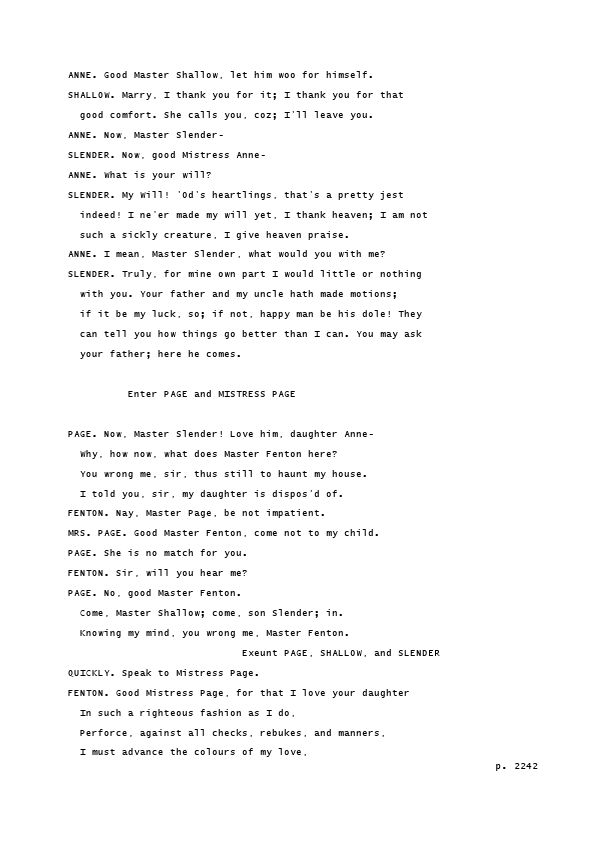 ANNE. Good Master Shallow, let him woo for himself.
SHALLOW. Marry, I thank you for it; I thank you for that
good comfort. She calls you, coz; I'll leave you.
ANNE. Now, Master Slender-
SLENDER. Now, good Mistress Anne-
ANNE. What is your will?
SLENDER. My Will! 'Od's heartlings, that's a pretty jest
indeed! I ne'er made my will yet, I thank heaven; I am not
such a sickly creature, I give heaven praise.
ANNE. I mean, Master Slender, what would you with me?
SLENDER. Truly, for mine own part I would little or nothing
with you. Your father and my uncle hath made motions;
if it be my luck, so; if not, happy man be his dole! They
can tell you how things go better than I can. You may ask
your father; here he comes.
Enter PAGE and MISTRESS PAGE
PAGE. Now, Master Slender! Love him, daughter Anne-
Why, how now, what does Master Fenton here?
You wrong me, sir, thus still to haunt my house.
I told you, sir, my daughter is dispos'd of.
FENTON. Nay, Master Page, be not impatient.
MRS. PAGE. Good Master Fenton, come not to my child.
PAGE. She is no match for you.
FENTON. Sir, will you hear me?
PAGE. No, good Master Fenton.
Come, Master Shallow; come, son Slender; in.
Knowing my mind, you wrong me, Master Fenton.
Exeunt PAGE, SHALLOW, and SLENDER
QUICKLY. Speak to Mistress Page.
FENTON. Good Mistress Page, for that I love your daughter
In such a righteous fashion as I do,
Perforce, against all checks, rebukes, and manners,
I must advance the colours of my love,
p. 2242